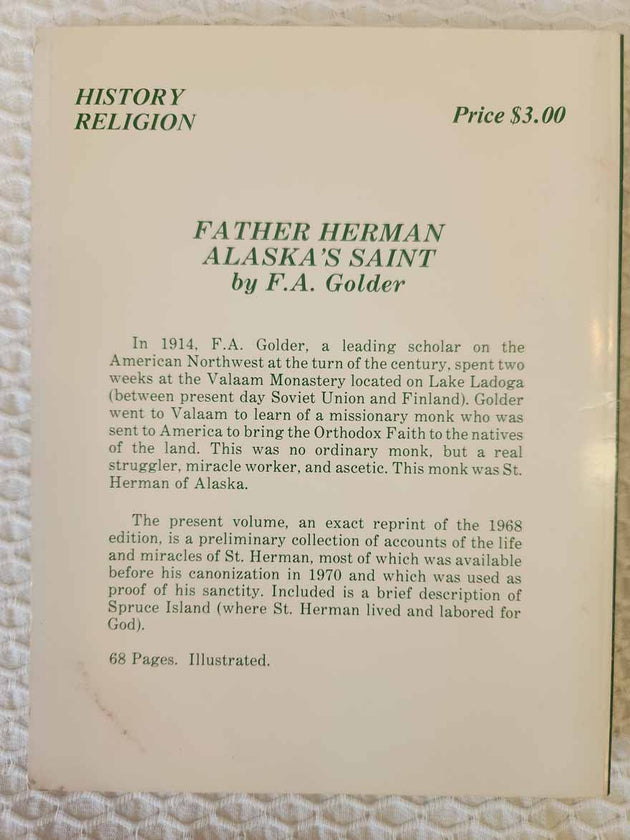 HISTORY
RELIGION
Price $3.00
FATHER HERMAN
ALASKA'S SAINT
by F.A. Golder
In 1914, F.A. Golder, a leading scholar on the
American Northwest at the turn of the century, spent two
weeks at the Valaam Monastery located on Lake Ladoga
(between present day Soviet Union and Finland). Golder
went to Valaam to learn of a missionary monk who was
sent to America to bring the Orthodox Faith to the natives
of the land. This was no ordinary monk, but a real
struggler, miracle worker, and ascetic. This monk was St.
Herman of Alaska.
The present volume, an exact reprint of the 1968
edition, is a preliminary collection of accounts of the life
and miracles of St. Herman, most of which was available
before his canonization in 1970 and which was used as
proof of his sanctity. Included is a brief description of
Spruce Island (where St. Herman lived and labored for
God).
68 Pages. Illustrated.